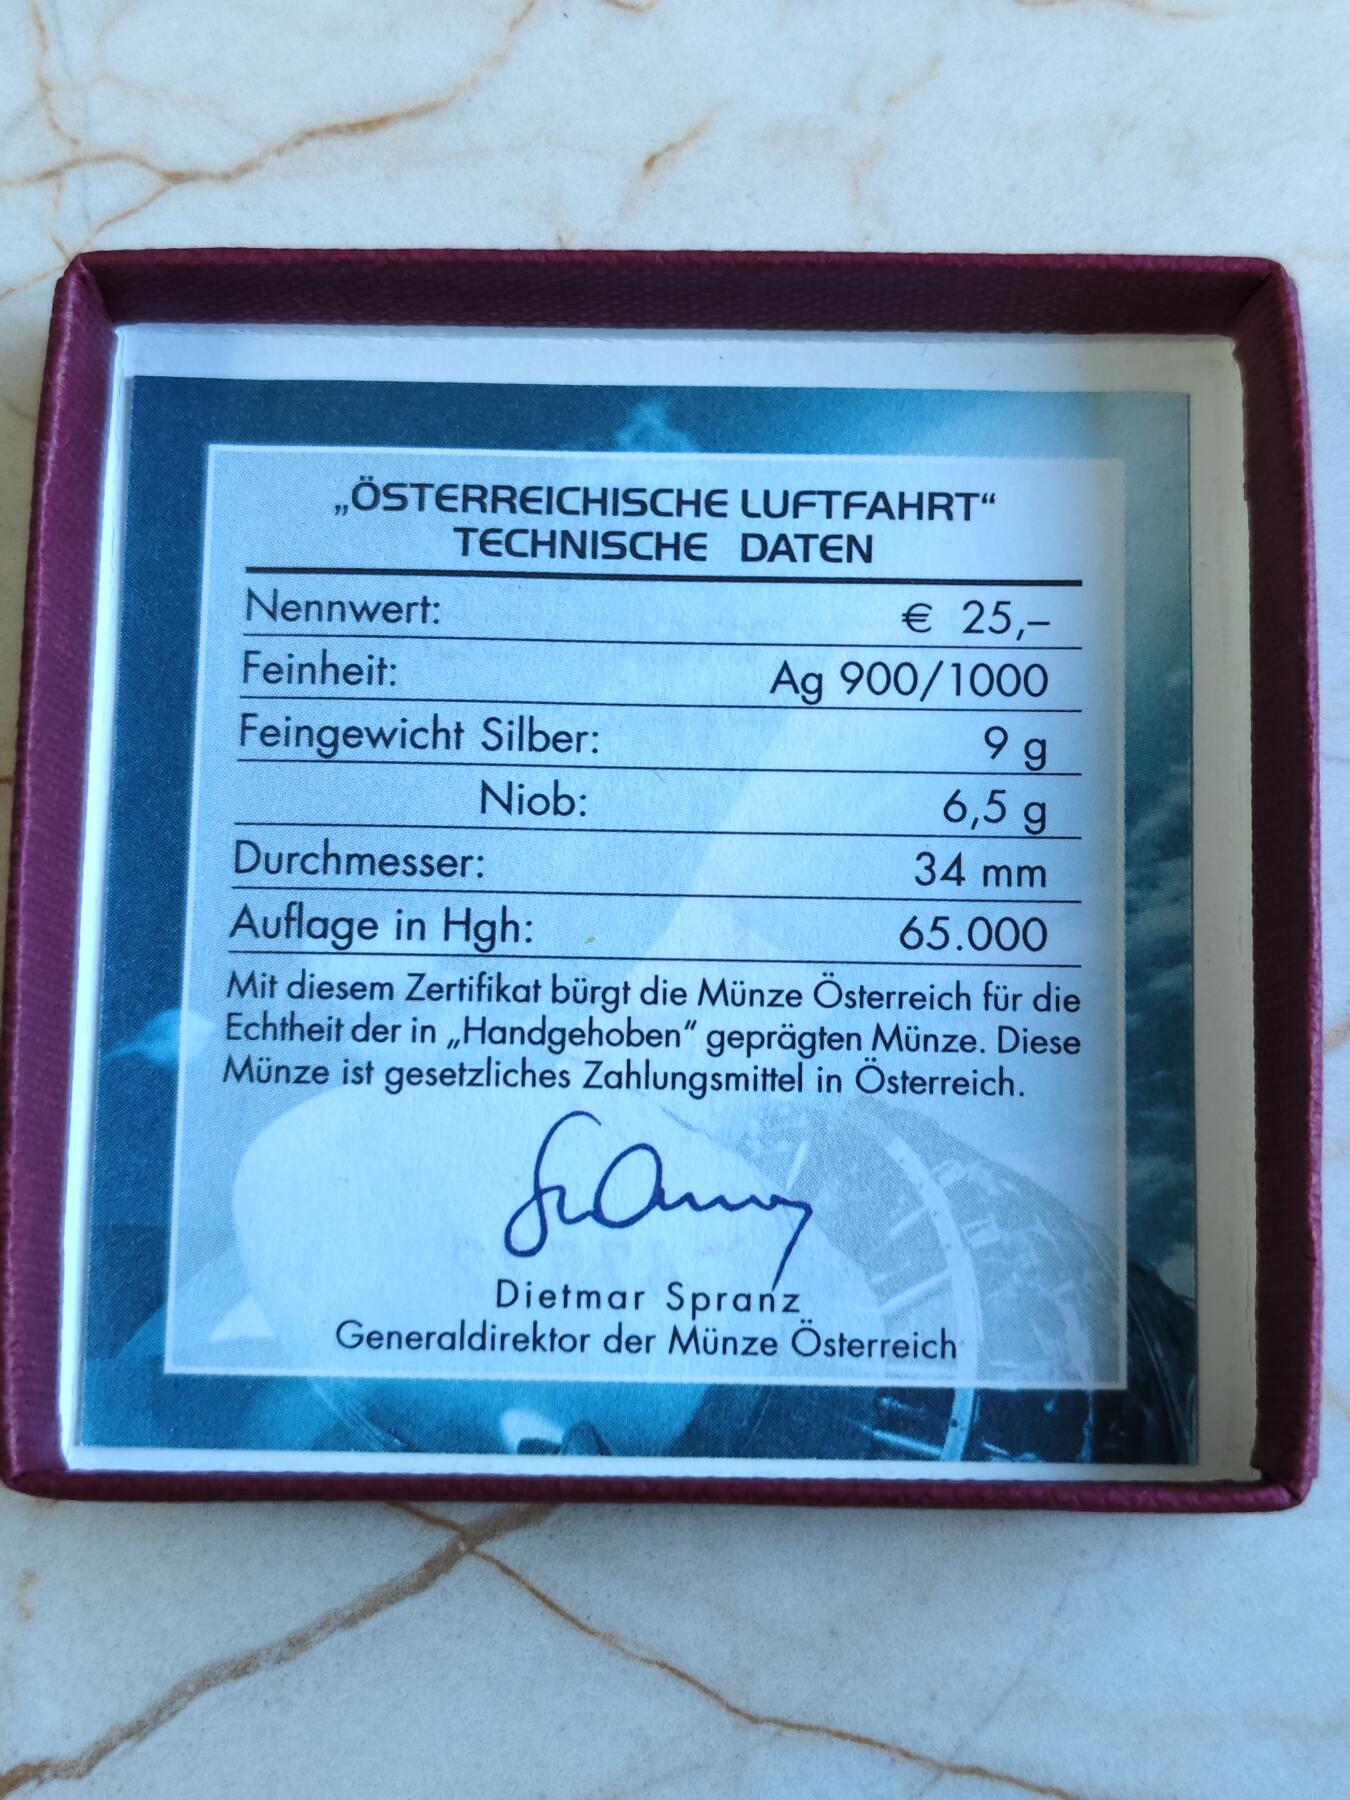 „ÖSTERREICHISCHE LUFTFAHRT“
TECHNISCHE DATEN
Nennwert: € 25,–
Feinheit: Ag 900/1000
Feingewicht Silber: 9 g
Niob: 6,5 g
Durchmesser: 34 mm
Auflage in Hgh: 65.000
Mit diesem Zertifikat bürgt die Münze Österreich für die
Echtheit der in „Handgehoben“ geprägten Münze. Diese
Münze ist gesetzliches Zahlungsmittel in Österreich.
Dietmar Spranz
Generaldirektor der Münze Österreich